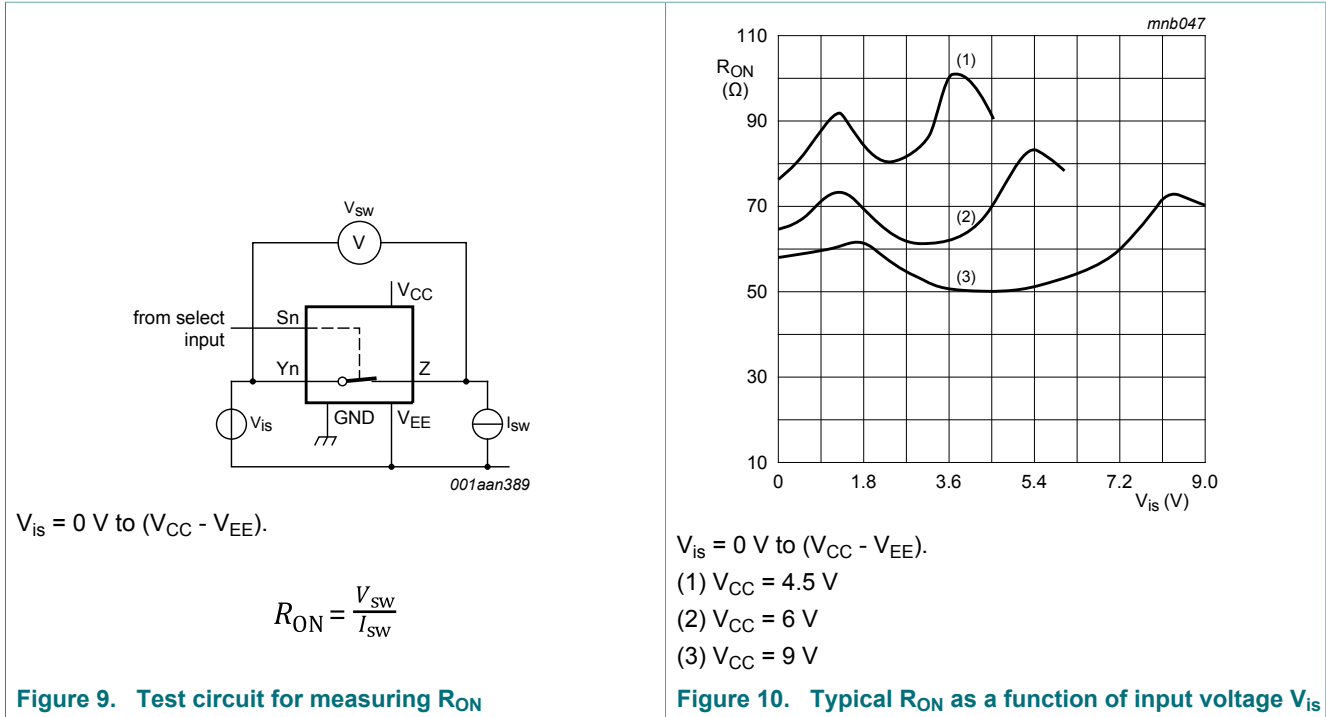 V_SW
V
V_CC
from select
input
Sn
Yn
Z
V_is
GND
V_EE
I_sw
001aan389
V_is = 0 V to (V_CC - V_EE).
R_ON = V_sw / I_sw
Figure 9. Test circuit for measuring R_ON
mnb047
110
R_ON
(Ω)
90
70
50
30
10
(1)
(2)
(3)
0 1.8 3.6 5.4 7.2 9.0
V_is (V)
V_is = 0 V to (V_CC - V_EE).
(1) V_CC = 4.5 V
(2) V_CC = 6 V
(3) V_CC = 9 V
Figure 10. Typical R_ON as a function of input voltage V_is